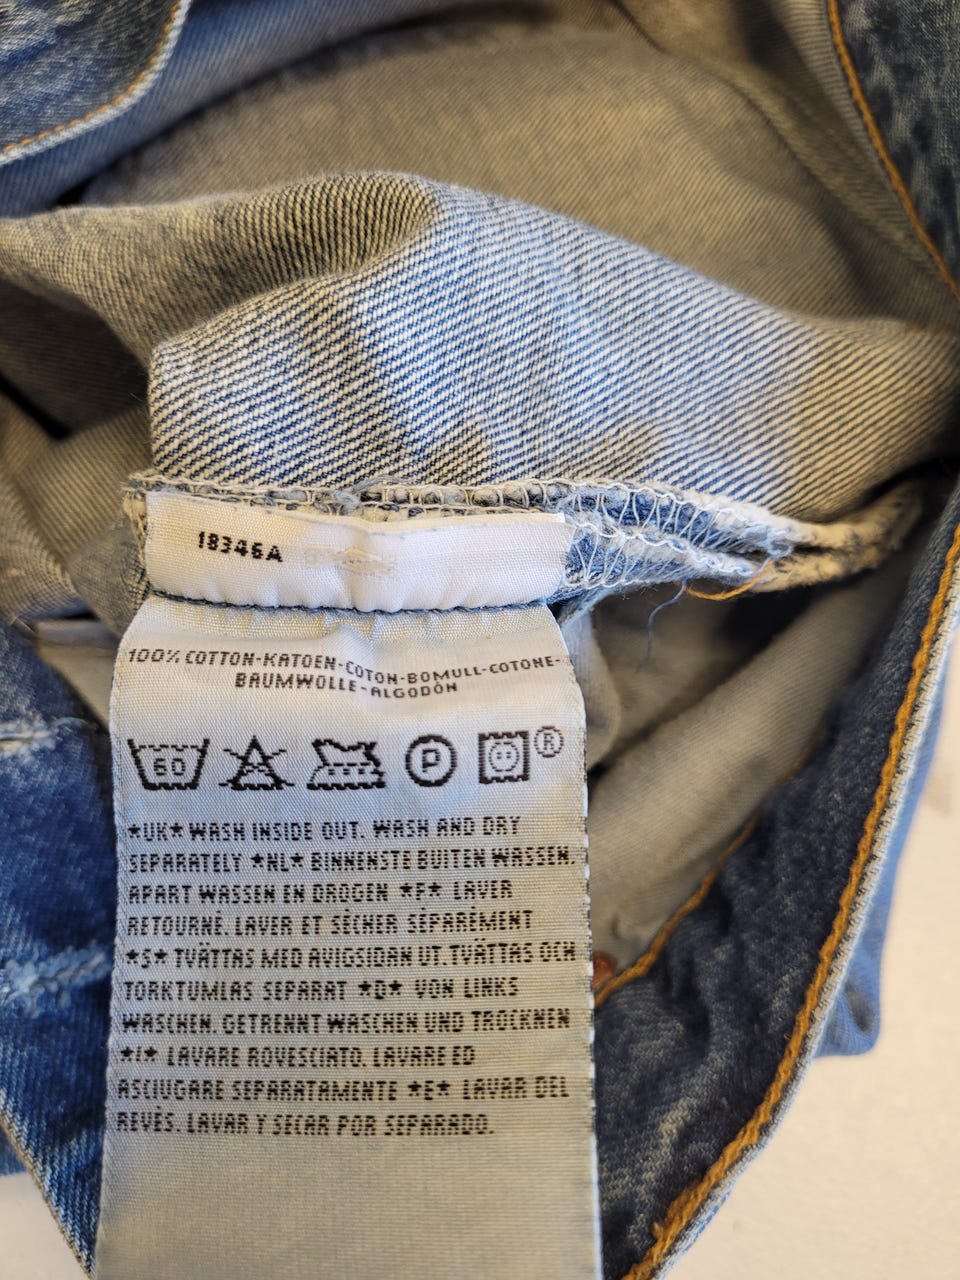 18346A
100% COTTON-KATOEN-COTON-BOMULL-COTONE-
BAUMWOLLE-ALGODÓN
60 P ®
*UK* WASH INSIDE OUT. WASH AND DRY
SEPARATELY *NL* BINNENSTE BUITEN WASSEN.
APART WASSEN EN DROGEN *F* LAVER
RETOURNÉ. LAVER ET SÈCHER SÉPARÉMENT
*S* TVÄTTAS MED AVIGSIDAN UT. TVÄTTAS OCH
TORKTUMLAS SEPARAT *D* VON LINKS
WASCHEN. GETRENNT WASCHEN UND TROCKNEN
*I* LAVARE ROVESCIATO. LAVARE ED
ASCIUGARE SEPARATAMENTE *E* LAVAR DEL
REVÉS. LAVAR Y SECAR POR SEPARADO.